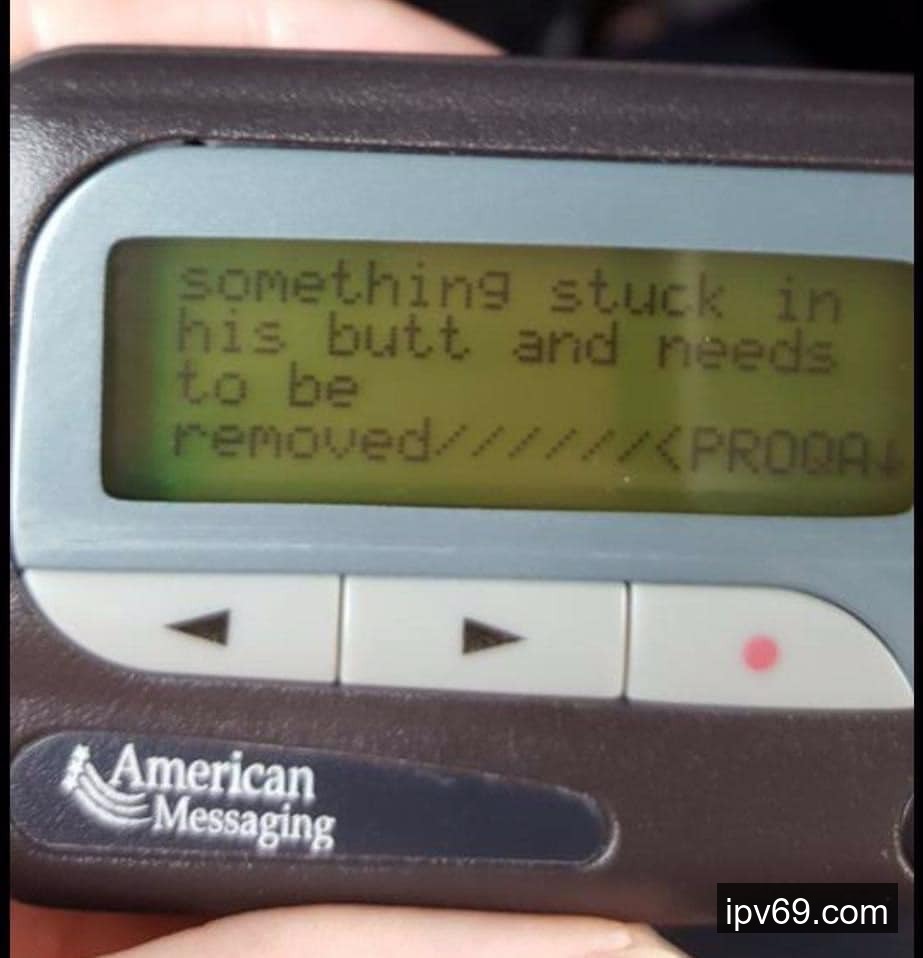 something stuck in
his butt and needs
to be
removed///////<PROQA↓
American
Messaging
ipv69.com